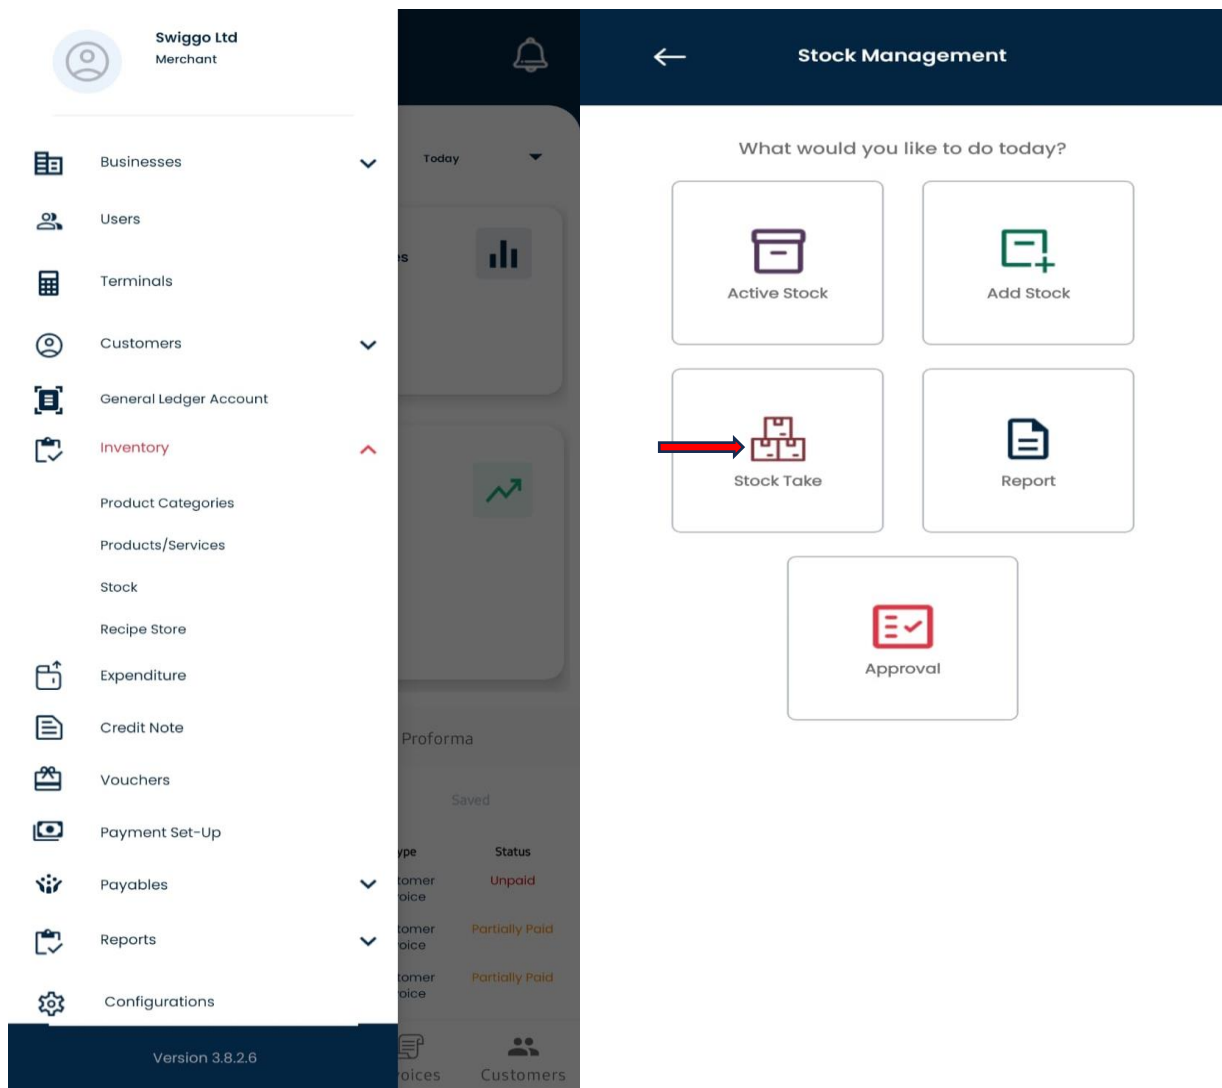 Swiggo Ltd
Merchant
Businesses
Users
Terminals
Customers
General Ledger Account
Inventory
Product Categories
Products/Services
Stock
Recipe Store
Expenditure
Credit Note
Vouchers
Payment Set-Up
Payables
Reports
Configurations
Version 3.8.2.6
Today
Proforma
Saved
Status
Unpaid
Partially Paid
Partially Paid
Customers
Stock Management
What would you like to do today?
Active Stock
Add Stock
Stock Take
Report
Approval